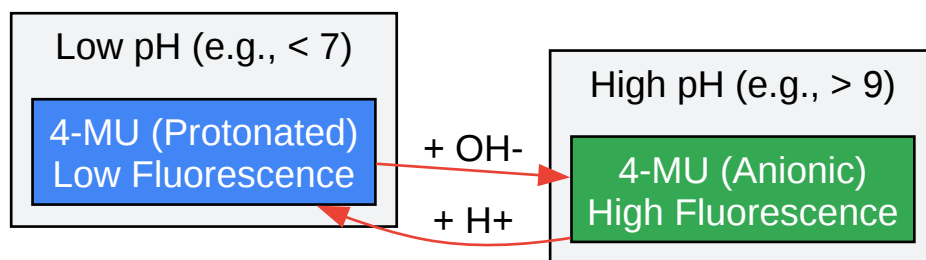 Low pH (e.g., < 7)
4-MU (Protonated)
Low Fluorescence
+ OH-
+ H+
High pH (e.g., > 9)
4-MU (Anionic)
High Fluorescence